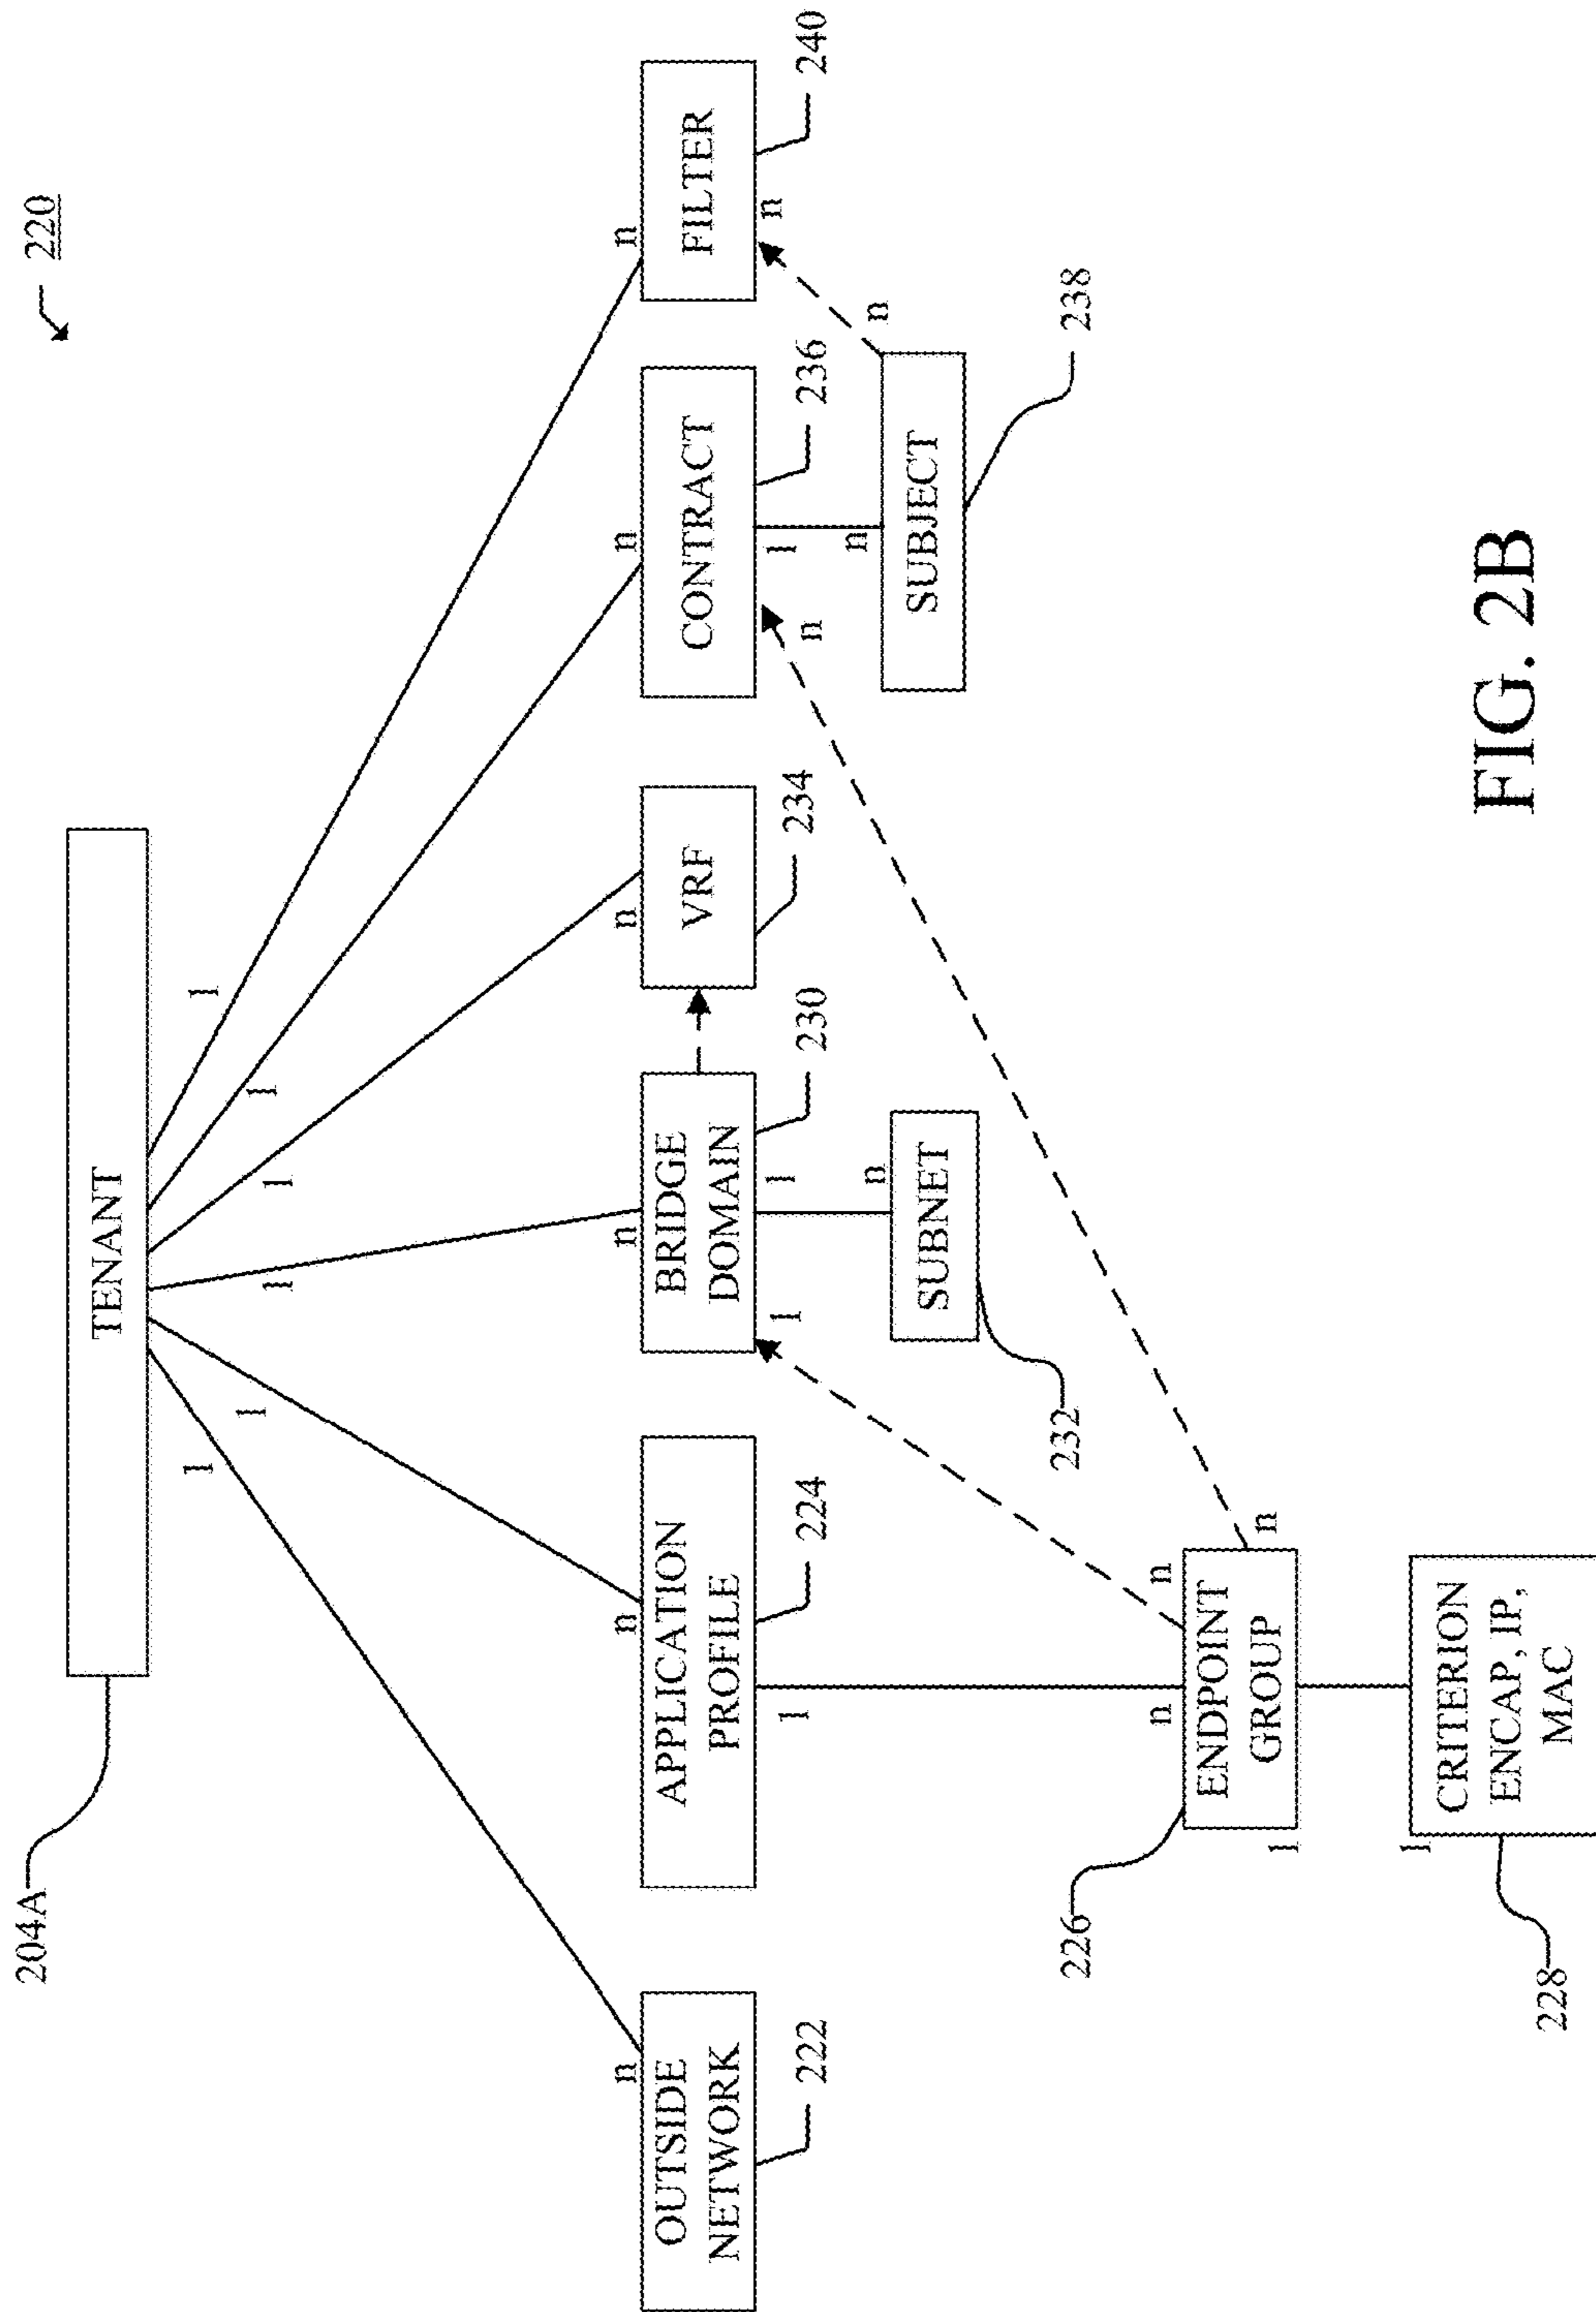 220
204A
TENANT
1
1
1
1
1
1
n
n
n
n
n
n
OUTSIDE
NETWORK
222
APPLICATION
PROFILE
224
1
BRIDGE
DOMAIN
230
1
1
VRF
234
CONTRACT
236
1
n
FILTER
240
n
n
SUBNET
232
n
SUBJECT
238
n
n
n
n
ENDPOINT
GROUP
226
1
1
CRITERION
ENCAP, IP,
MAC
228
FIG. 2B